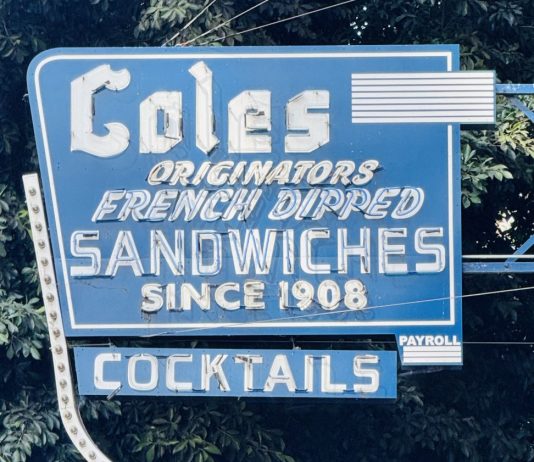 Coles
ORIGINATORS
FRENCH DIPPED
SANDWICHES
SINCE 1908
PAYROLL
COCKTAILS